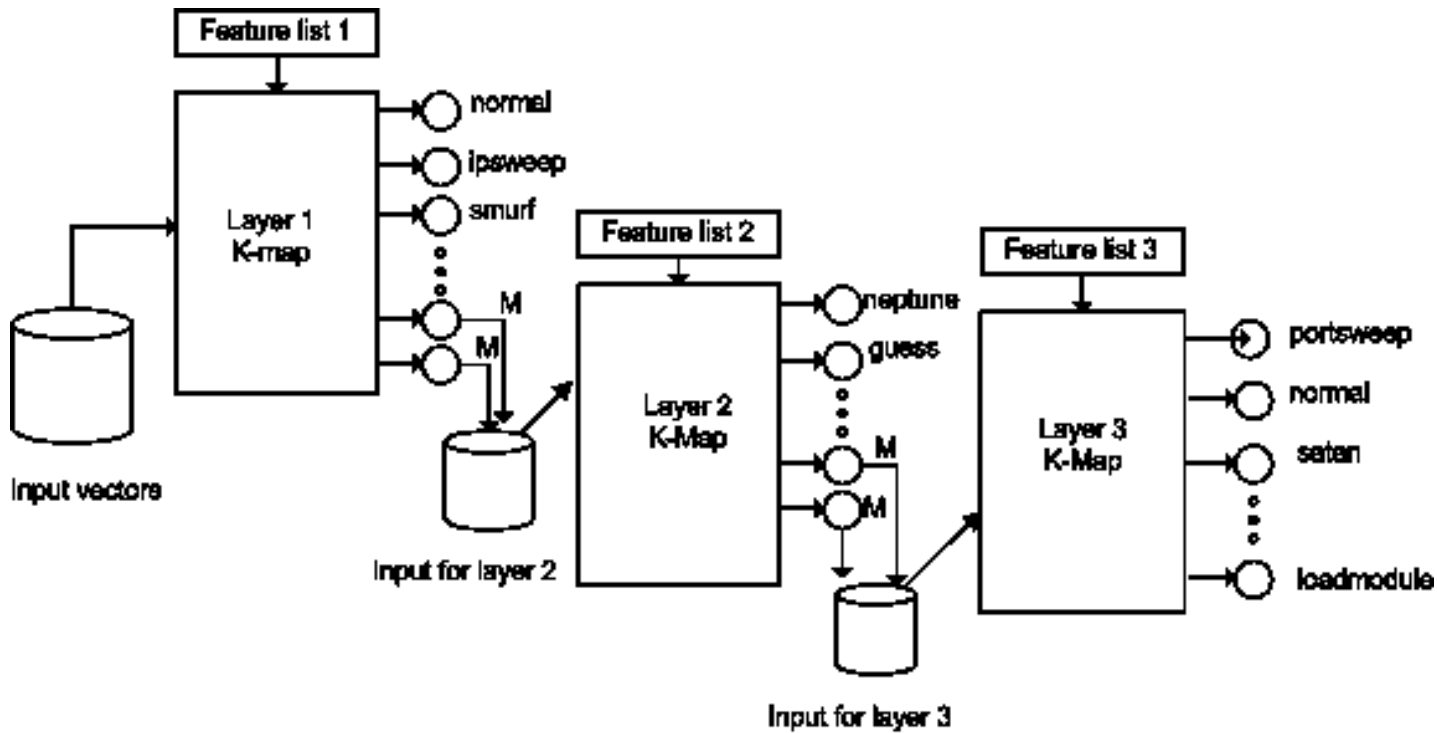 Feature list 1
normal
ipsweep
smurf
Layer 1
K-map
M
M
Input vectors
Feature list 2
neptune
guess
Layer 2
K-Map
M
M
Input for layer 2
Feature list 3
portsweep
normal
satan
Layer 3
K-Map
loadmodule
Input for layer 3